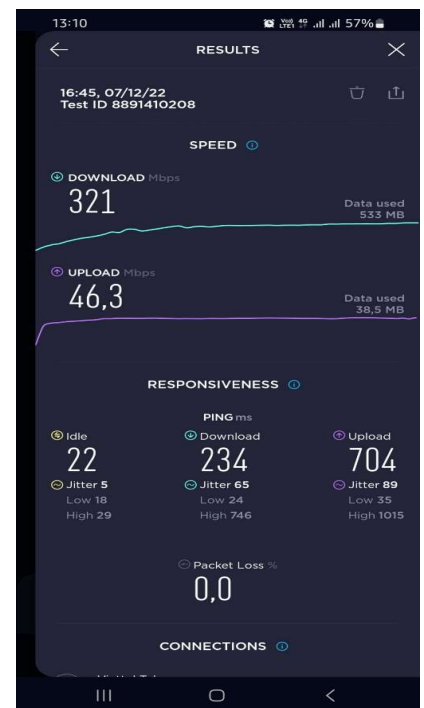 13:10 Vo) LTE1 4G 57%
RESULTS
16:45, 07/12/22
Test ID 8891410208
SPEED
DOWNLOAD Mbps
321
Data used
533 MB
UPLOAD Mbps
46,3
Data used
38,5 MB
RESPONSIVENESS
PING ms
Idle Download Upload
22 234 704
Jitter 5 Jitter 65 Jitter 89
Low 18 Low 24 Low 35
High 29 High 746 High 1015
Packet Loss %
0,0
CONNECTIONS